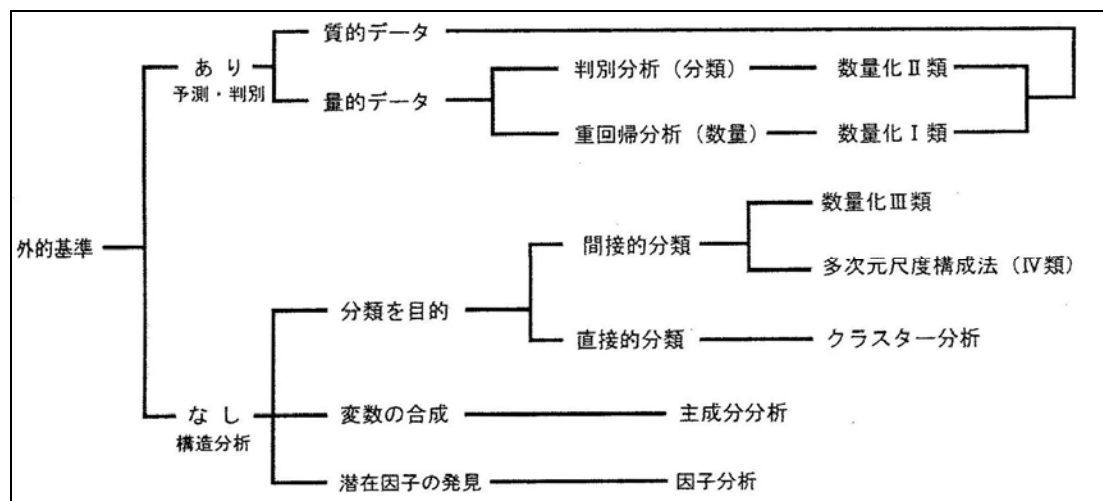 質的データ
あり
予測・判別
判別分析（分類） 数量化Ⅱ類
量的データ
重回帰分析（数量） 数量化Ⅰ類
数量化Ⅲ類
外的基準
間接的分類
多次元尺度構成法（Ⅳ類）
分類を目的
直接的分類 クラスター分析
なし
構造分析
変数の合成 主成分分析
潜在因子の発見 因子分析